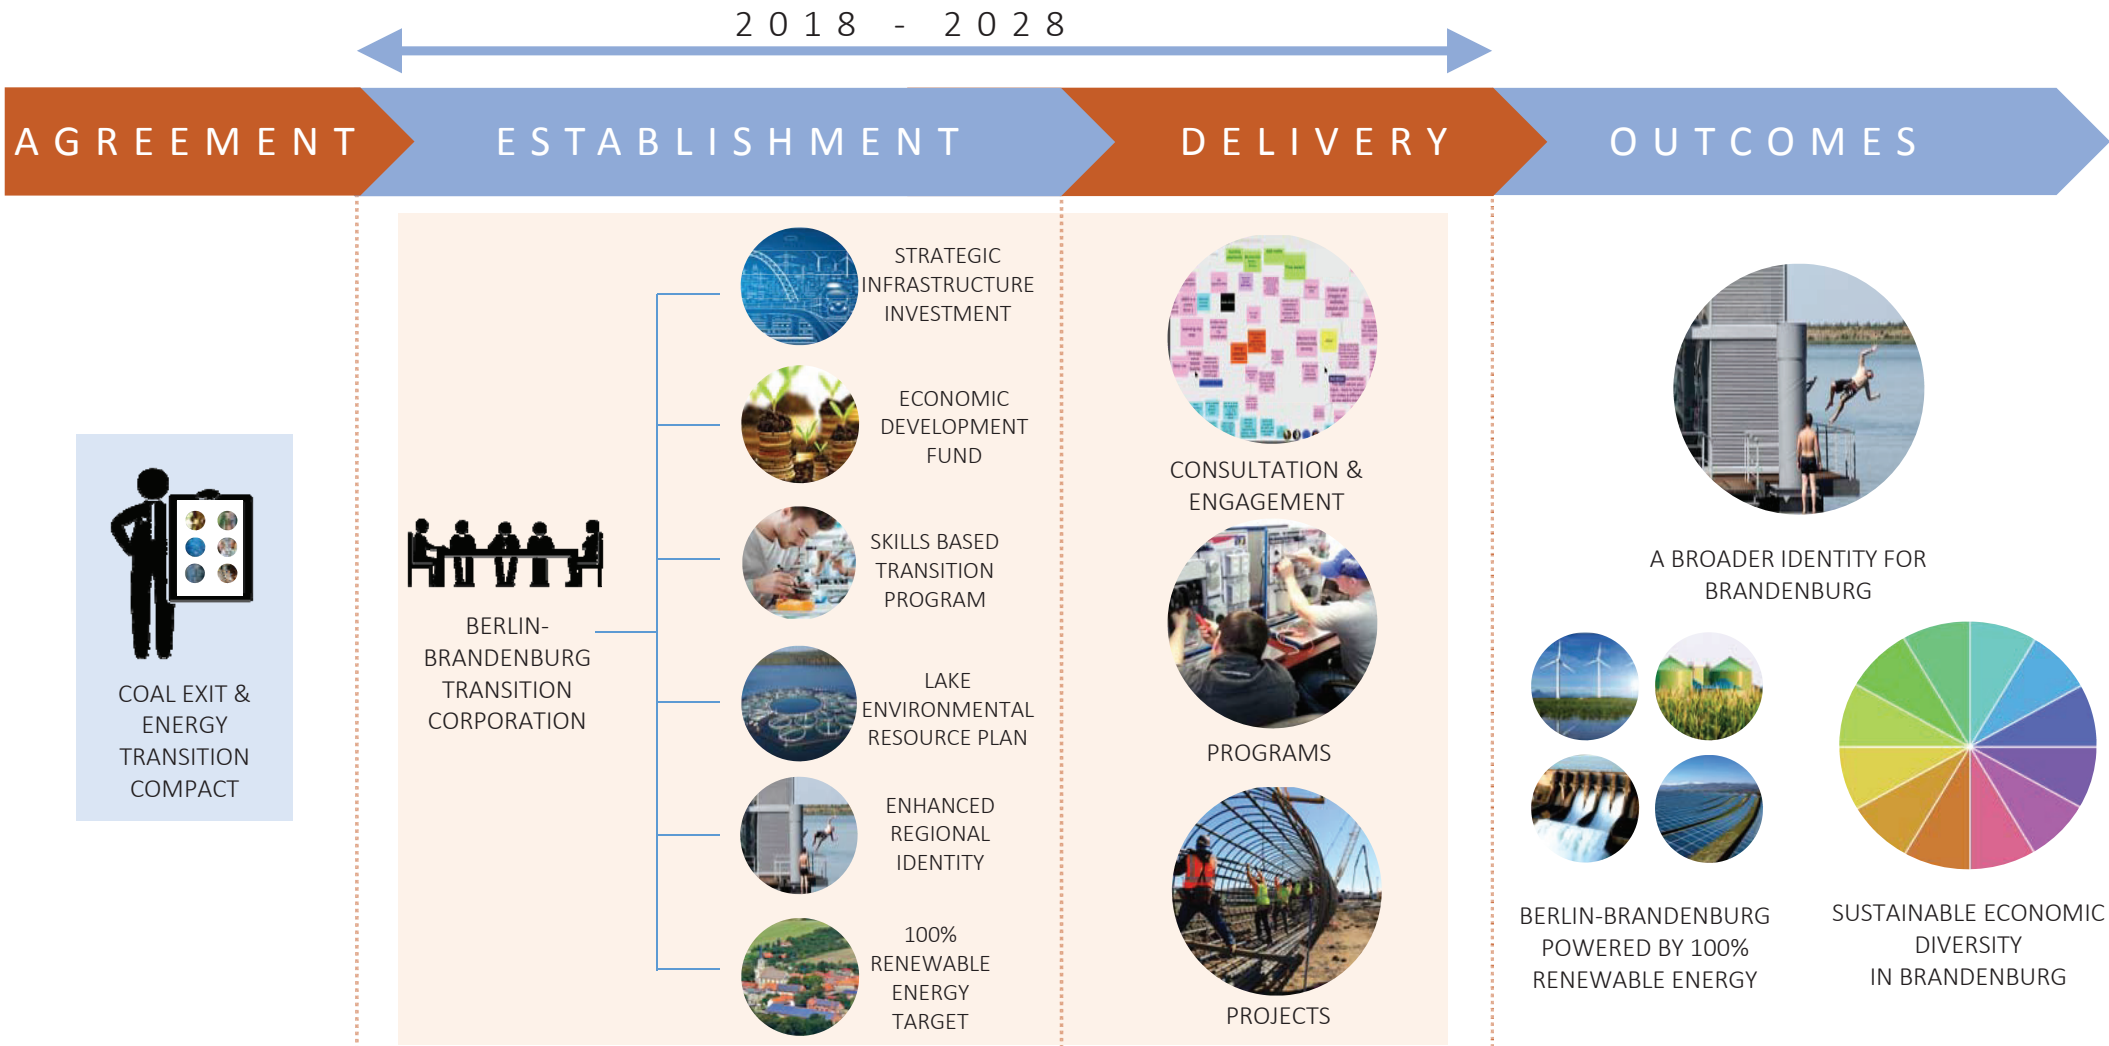 2018 - 2028
AGREEMENT
ESTABLISHMENT
DELIVERY
OUTCOMES
COAL EXIT &
ENERGY
TRANSITION
COMPACT
BERLIN-
BRANDENBURG
TRANSITION
CORPORATION
STRATEGIC
INFRASTRUCTURE
INVESTMENT
ECONOMIC
DEVELOPMENT
FUND
SKILLS BASED
TRANSITION
PROGRAM
LAKE
ENVIRONMENTAL
RESOURCE PLAN
ENHANCED
REGIONAL
IDENTITY
100%
RENEWABLE
ENERGY
TARGET
CONSULTATION &
ENGAGEMENT
PROGRAMS
PROJECTS
A BROADER IDENTITY FOR
BRANDENBURG
BERLIN-BRANDENBURG
POWERED BY 100%
RENEWABLE ENERGY
SUSTAINABLE ECONOMIC
DIVERSITY
IN BRANDENBURG